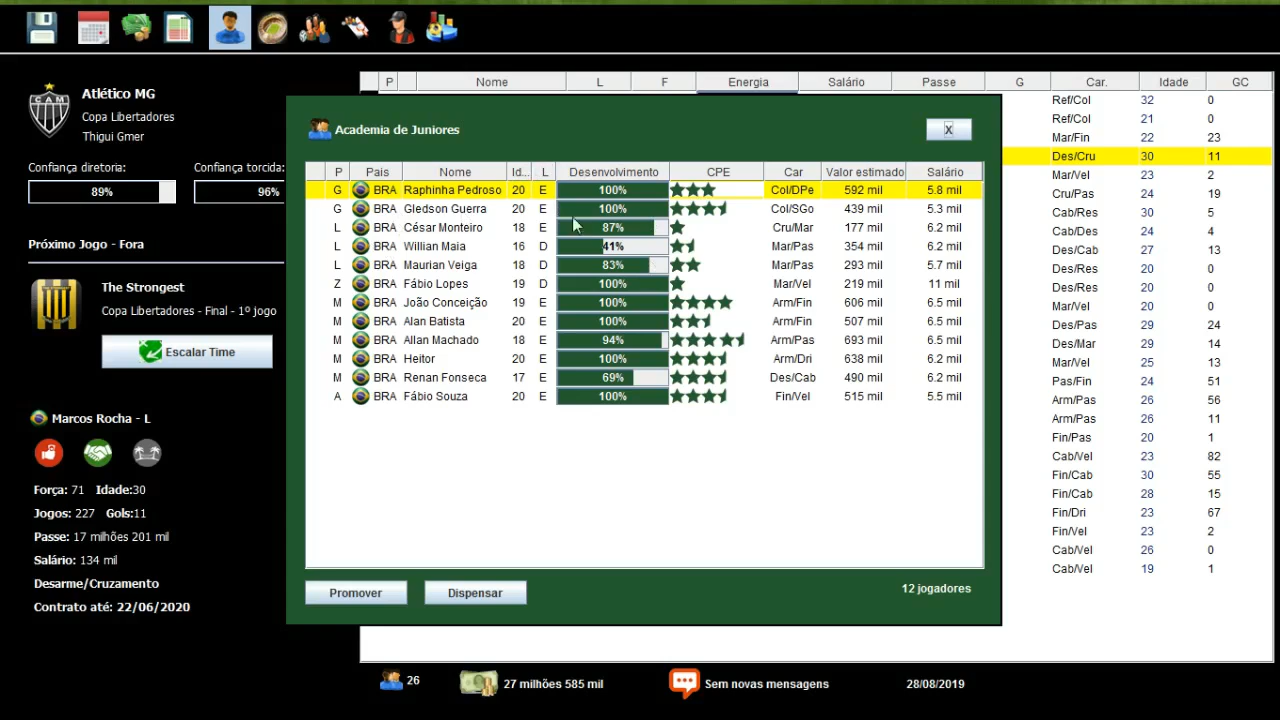 P Nome L F Energia Salário Passe G Car. Idade GC
Atlético MG
Copa Libertadores
Thigui Gmer
Confiança diretoria: Confiança torcida:
89% 96%
Próximo Jogo - Fora
The Strongest
Copa Libertadores - Final - 1º jogo
Escalar Time
Marcos Rocha - L
Força: 71 Idade:30
Jogos: 227 Gols:11
Passe: 17 milhões 201 mil
Salário: 134 mil
Desarme/Cruzamento
Contrato até: 22/06/2020
Academia de Juniores X
P Pais Nome Id... L Desenvolvimento CPE Car Valor estimado Salário
G BRA Raphinha Pedroso 20 E 100% Col/DPe 592 mil 5.8 mil
G BRA Gledson Guerra 20 E 100% Col/SGo 439 mil 5.3 mil
L BRA César Monteiro 18 E 87% Cru/Mar 177 mil 6.2 mil
L BRA Willian Maia 16 D 41% Mar/Pas 354 mil 6.2 mil
L BRA Maurian Veiga 18 D 83% Mar/Pas 293 mil 5.7 mil
Z BRA Fábio Lopes 19 D 100% Mar/Vel 219 mil 11 mil
M BRA João Conceição 19 E 100% Arm/Fin 606 mil 6.5 mil
M BRA Alan Batista 20 E 100% Arm/Fin 507 mil 6.5 mil
M BRA Allan Machado 18 E 94% Arm/Pas 693 mil 6.5 mil
M BRA Heitor 20 E 100% Arm/Dri 638 mil 6.2 mil
M BRA Renan Fonseca 17 E 69% Des/Cab 490 mil 6.2 mil
A BRA Fábio Souza 20 E 100% Fin/Vel 515 mil 5.5 mil
Promover Dispensar 12 jogadores
Ref/Col 32 0
Ref/Col 21 0
Mar/Fin 22 23
Des/Cru 30 11
Mar/Vel 23 2
Cru/Pas 24 19
Cab/Res 30 5
Cab/Des 24 4
Des/Cab 27 13
Des/Res 20 0
Des/Res 20 0
Mar/Vel 20 0
Des/Pas 29 24
Des/Mar 29 14
Mar/Vel 25 13
Pas/Fin 24 51
Arm/Pas 26 56
Arm/Pas 26 11
Fin/Pas 20 1
Cab/Vel 23 82
Fin/Cab 30 55
Fin/Cab 28 15
Fin/Dri 23 67
Fin/Vel 23 2
Cab/Vel 26 0
Cab/Vel 19 1
26 27 milhões 585 mil Sem novas mensagens 28/08/2019